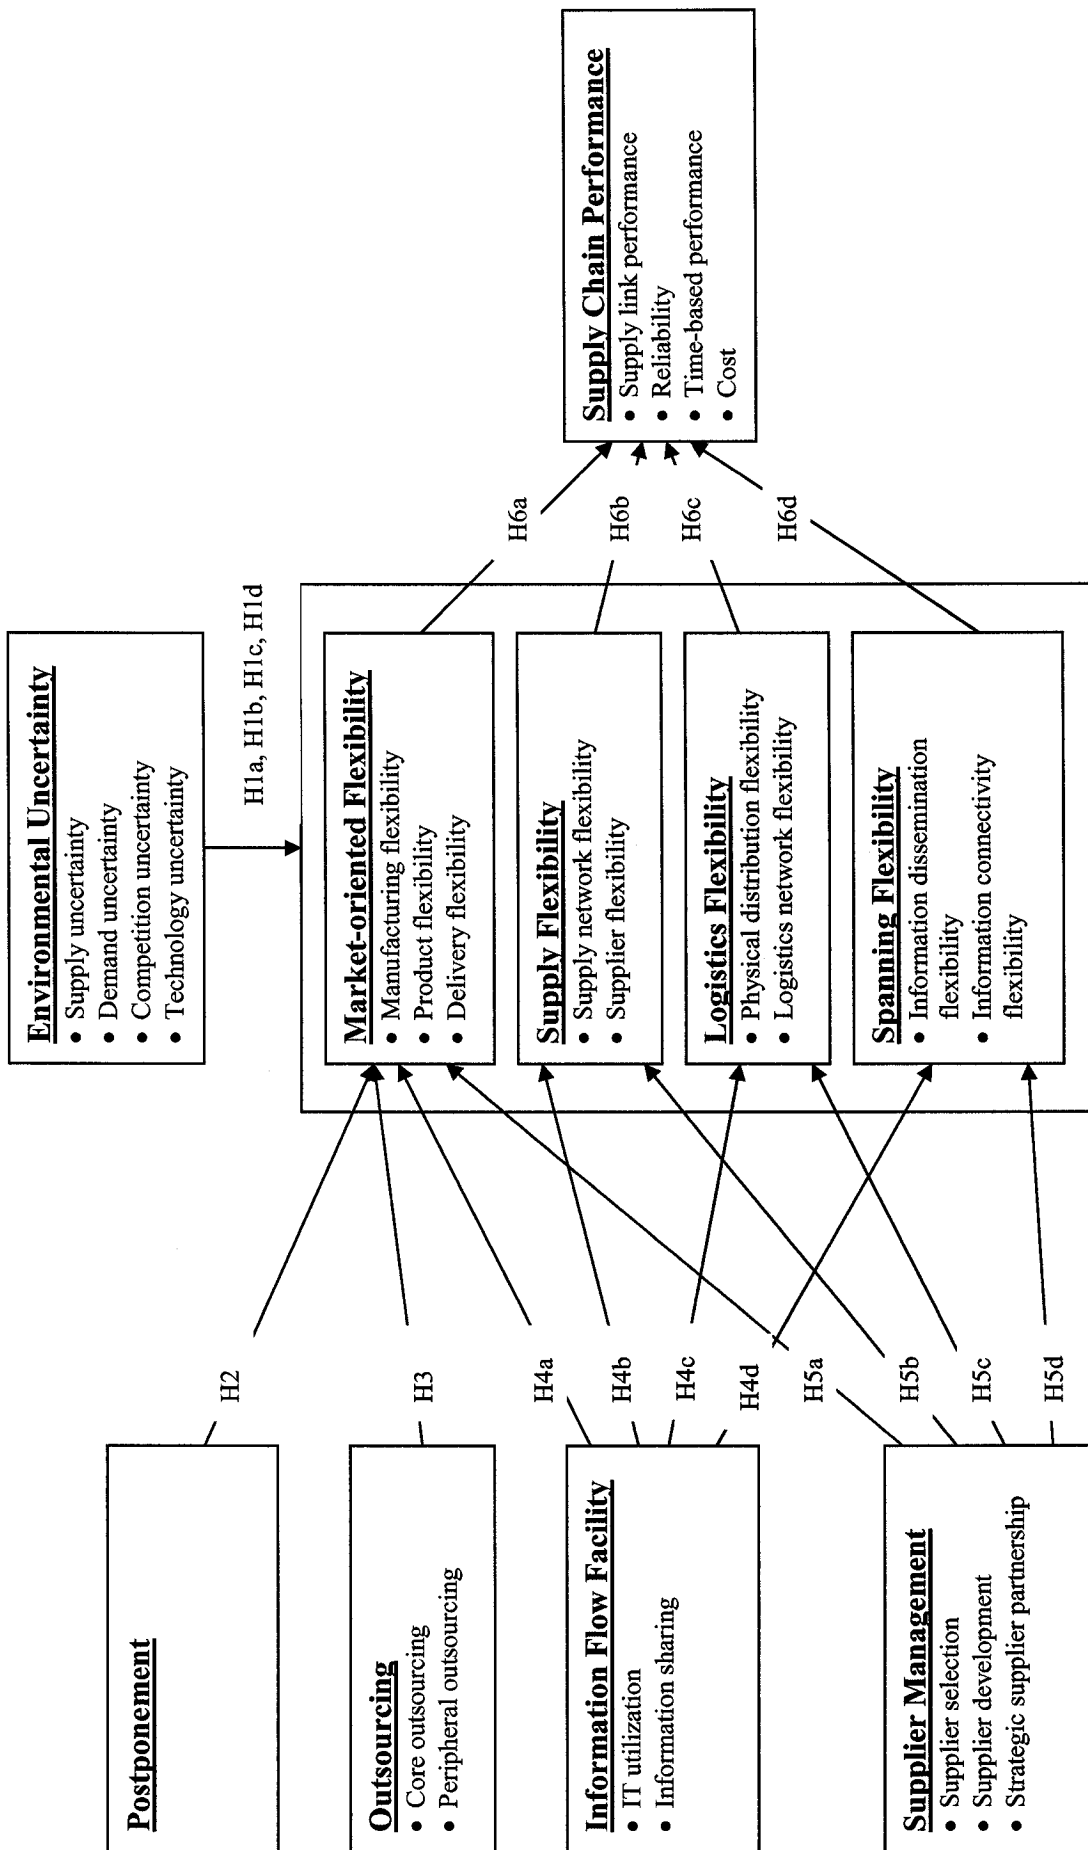 Environmental Uncertainty
• Supply uncertainty
• Demand uncertainty
• Competition uncertainty
• Technology uncertainty
H1a, H1b, H1c, H1d
Postponement
H2
Outsourcing
• Core outsourcing
• Peripheral outsourcing
H3
Information Flow Facility
• IT utilization
• Information sharing
H4a
H4b
H4c
H4d
Supplier Management
• Supplier selection
• Supplier development
• Strategic supplier partnership
H5a
H5b
H5c
H5d
Market-oriented Flexibility
• Manufacturing flexibility
• Product flexibility
• Delivery flexibility
Supply Flexibility
• Supply network flexibility
• Supplier flexibility
Logistics Flexibility
• Physical distribution flexibility
• Logistics network flexibility
Spanning Flexibility
• Information dissemination
flexibility
• Information connectivity
flexibility
H6a
H6b
H6c
H6d
Supply Chain Performance
• Supply link performance
• Reliability
• Time-based performance
• Cost